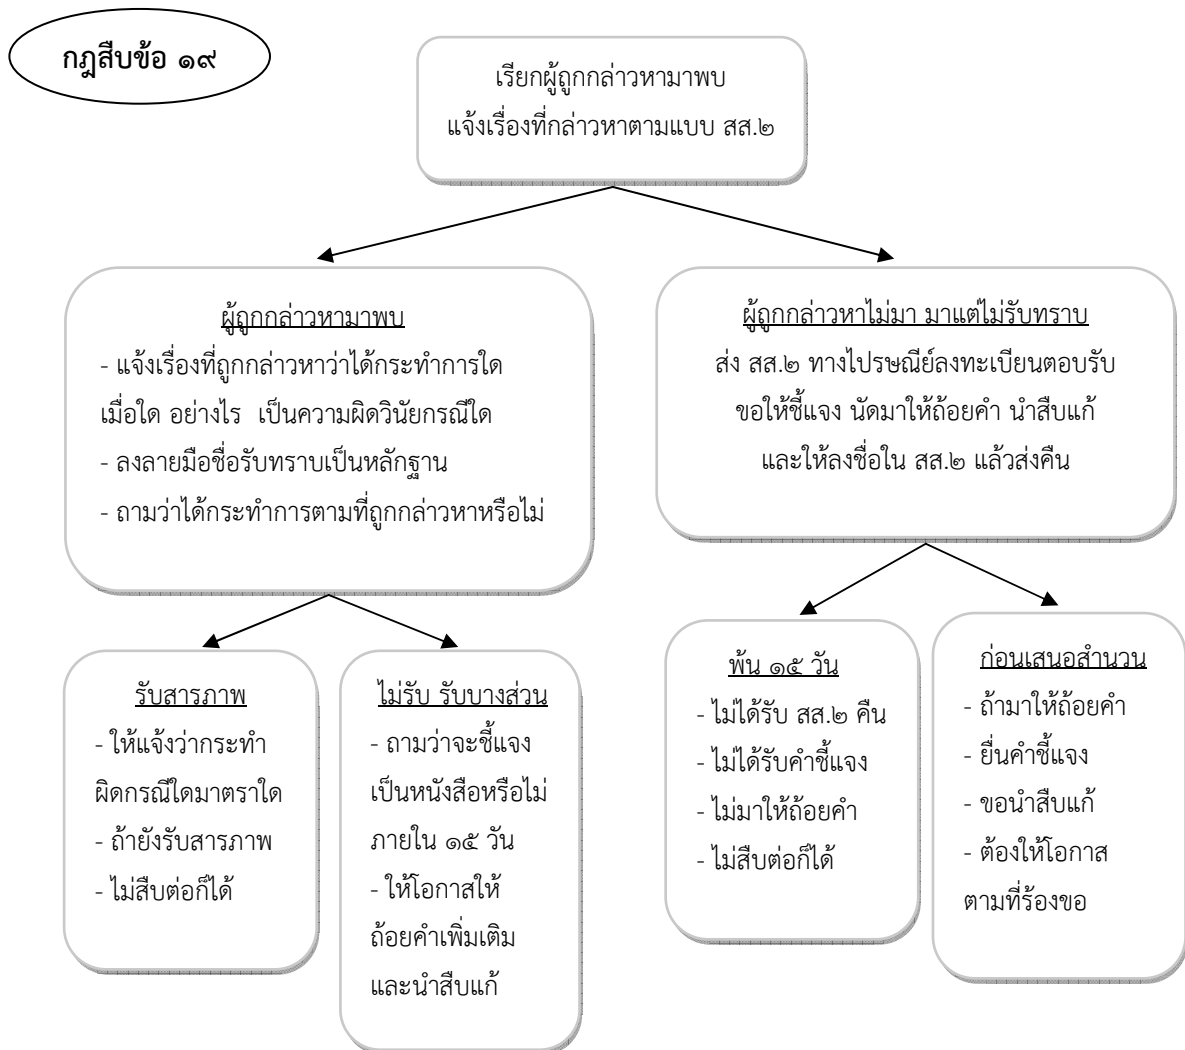 กฎสืบข้อ ๑๙
เรียกผู้ถูกกล่าวหามาพบ
แจ้งเรื่องที่กล่าวหาตามแบบ สส.๒
ผู้ถูกกล่าวหามาพบ
- แจ้งเรื่องที่ถูกกล่าวหาว่าได้กระทำการใด
เมื่อใด อย่างไร เป็นความผิดวินัยกรณีใด
- ลงลายมือชื่อรับทราบเป็นหลักฐาน
- ถามว่าได้กระทำการตามที่ถูกกล่าวหาหรือไม่
ผู้ถูกกล่าวหาไม่มา มาแต่ไม่รับทราบ
ส่ง สส.๒ ทางไปรษณีย์ลงทะเบียนตอบรับ
ขอให้ชี้แจง นัดมาให้ถ้อยคำ นำสืบแก้
และให้ลงชื่อใน สส.๒ แล้วส่งคืน
รับสารภาพ
- ให้แจ้งว่ากระทำ
ผิดกรณีใดมาตราใด
- ถ้ายังรับสารภาพ
- ไม่สืบต่อก็ได้
ไม่รับ รับบางส่วน
- ถามว่าจะชี้แจง
เป็นหนังสือหรือไม่
ภายใน ๑๕ วัน
- ให้โอกาสให้
ถ้อยคำเพิ่มเติม
และนำสืบแก้
พ้น ๑๕ วัน
- ไม่ได้รับ สส.๒ คืน
- ไม่ได้รับคำชี้แจง
- ไม่มาให้ถ้อยคำ
- ไม่สืบต่อก็ได้
ก่อนเสนอสำนวน
- ถ้ามาให้ถ้อยคำ
- ยื่นคำชี้แจง
- ขอนำสืบแก้
- ต้องให้โอกาส
ตามที่ร้องขอ